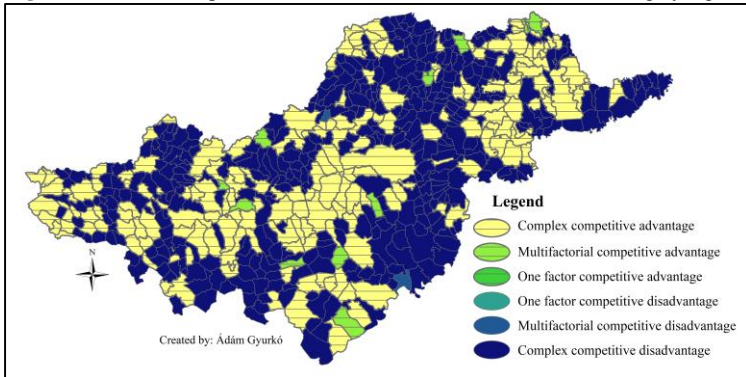 N
Legend
Complex competitive advantage
Multifactorial competitive advantage
One factor competitive advantage
One factor competitive disadvantage
Multifactorial competitive disadvantage
Complex competitive disadvantage
Created by: Ádám Gyurkó